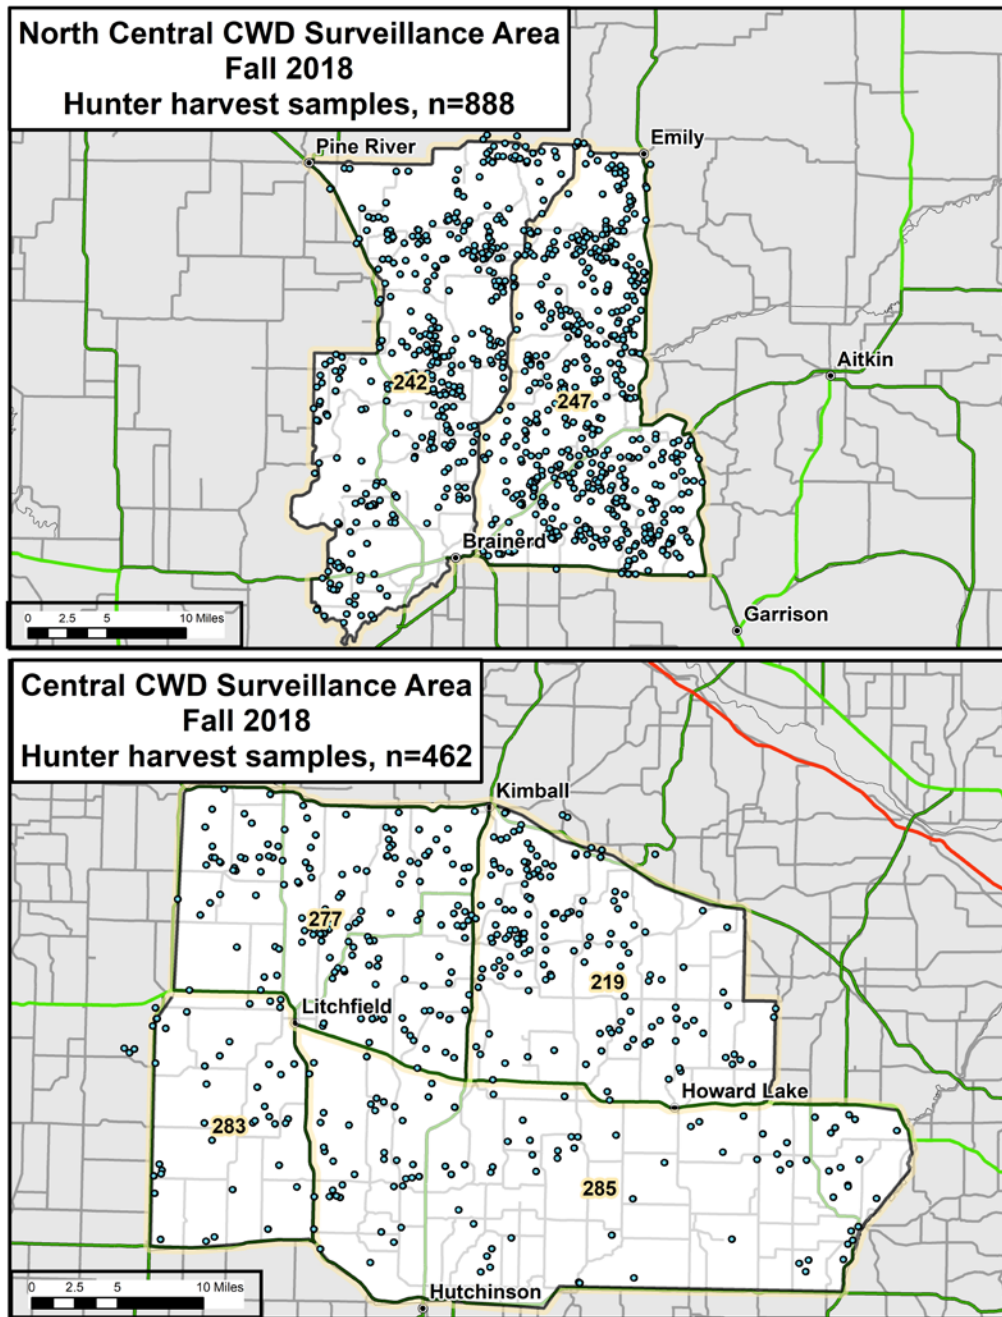 North Central CWD Surveillance Area
Fall 2018
Hunter harvest samples, n=888
Pine River
Emily
Aitkin
242
247
Brainerd
Garrison
0 2.5 5 10 Miles
Central CWD Surveillance Area
Fall 2018
Hunter harvest samples, n=462
Kimball
277
219
Litchfield
Howard Lake
283
285
Hutchinson
0 2.5 5 10 Miles